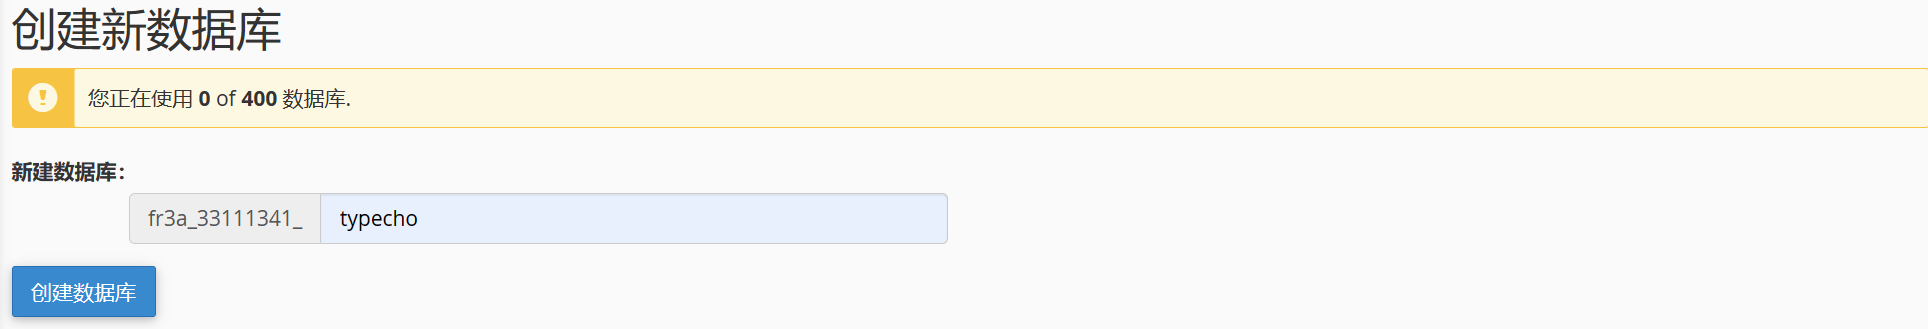 创建新数据库
您正在使用 0 of 400 数据库.
新建数据库：
fr3a_33111341_ typecho
创建数据库